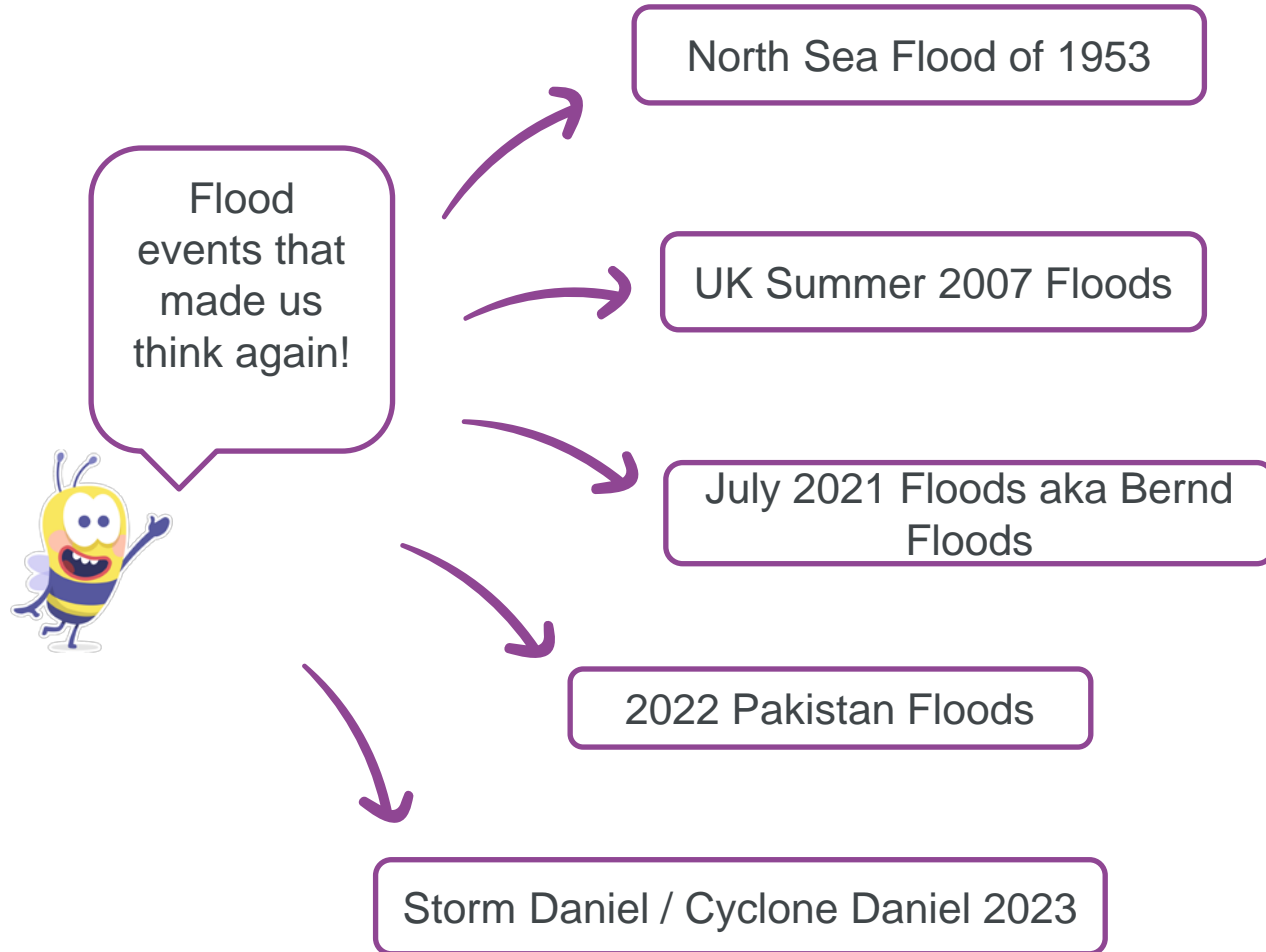 Flood
events that
made us
think again!
North Sea Flood of 1953
UK Summer 2007 Floods
July 2021 Floods aka Bernd
Floods
2022 Pakistan Floods
Storm Daniel / Cyclone Daniel 2023